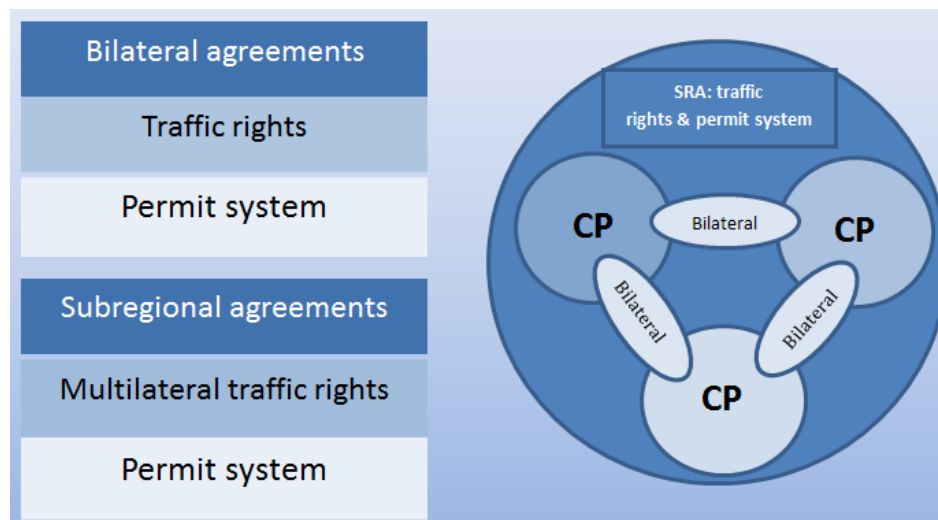 Bilateral agreements
Traffic rights
Permit system
Subregional agreements
Multilateral traffic rights
Permit system
SRA: traffic
rights & permit system
CP
Bilateral
CP
Bilateral
Bilateral
CP